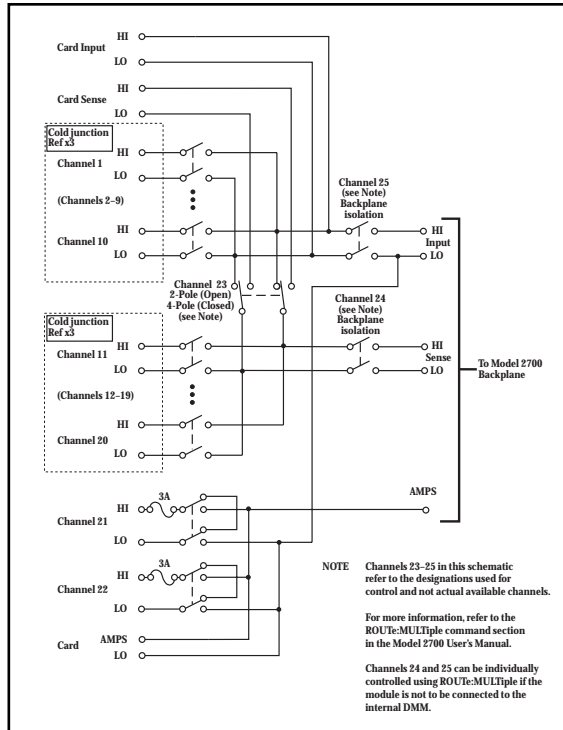 HI
Card Input
LO
HI
Card Sense
LO
Cold junction
Ref x3
HI
Channel 1
LO
(Channels 2–9)
HI
Channel 10
LO
Channel 25
(see Note)
Backplane
isolation
HI
Input
LO
Channel 23
2-Pole (Open)
4-Pole (Closed)
(see Note)
Channel 24
(see Note)
Backplane
isolation
Cold junction
Ref x3
HI
Channel 11
LO
(Channels 12–19)
HI
Channel 20
LO
HI
Sense
LO
To Model 2700
Backplane
AMPS
3A
HI
Channel 21
LO
3A
HI
Channel 22
LO
AMPS
Card
LO
NOTE Channels 23–25 in this schematic
refer to the designations used for
control and not actual available channels.
For more information, refer to the
ROUTe:MULTiple command section
in the Model 2700 User's Manual.
Channels 24 and 25 can be individually
controlled using ROUTe:MULTiple if the
module is not to be connected to the
internal DMM.